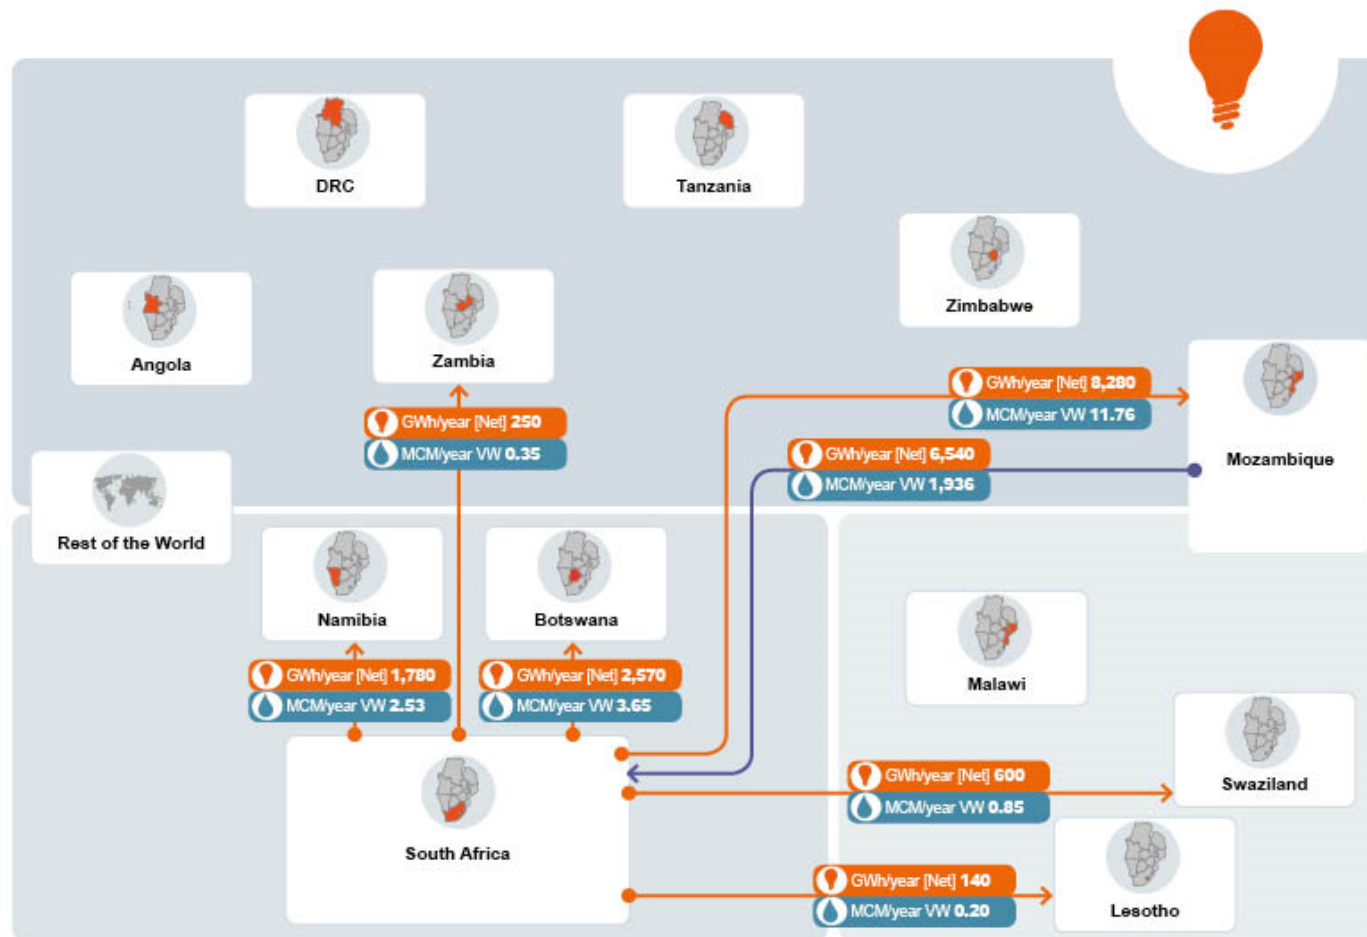 DRC
Tanzania
Zimbabwe
Angola
Zambia
GWh/year [Net] 8,280
MCM/year VW 11.76
GWh/year [Net] 250
MCM/year VW 0.35
GWh/year [Net] 6,540
MCM/year VW 1,936
Mozambique
Rest of the World
Namibia
Botswana
GWh/year [Net] 1,780
MCM/year VW 2.53
GWh/year [Net] 2,570
MCM/year VW 3.65
Malawi
South Africa
GWh/year [Net] 600
MCM/year VW 0.85
Swaziland
GWh/year [Net] 140
MCM/year VW 0.20
Lesotho